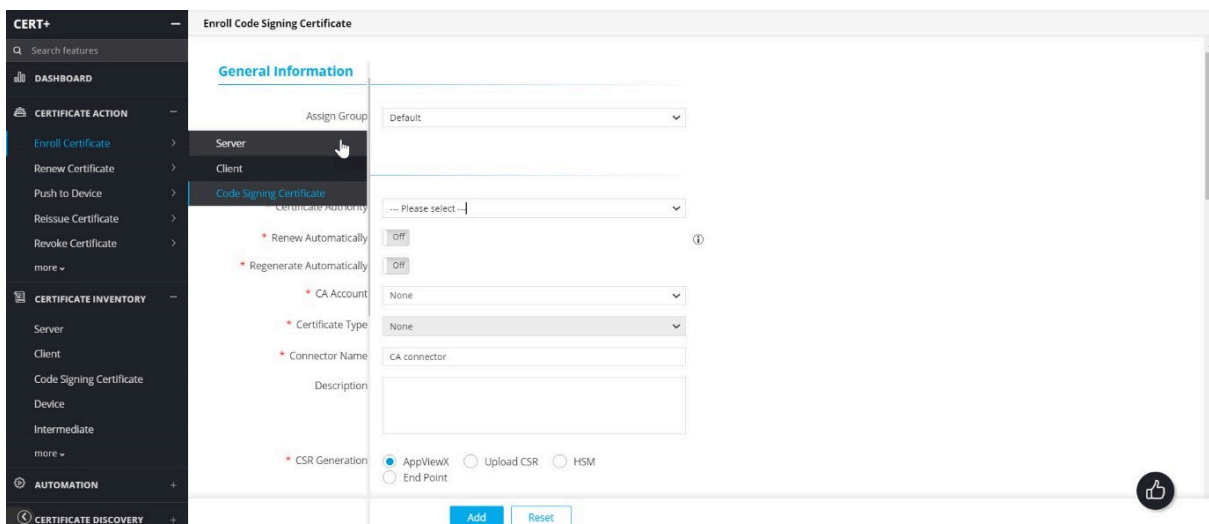 CERT+
Search features
DASHBOARD
CERTIFICATE ACTION
Enroll Certificate
Renew Certificate
Push to Device
Reissue Certificate
Revoke Certificate
more
CERTIFICATE INVENTORY
Server
Client
Code Signing Certificate
Device
Intermediate
more
AUTOMATION
CERTIFICATE DISCOVERY
Server
Client
Code Signing Certificate
Enroll Code Signing Certificate
General Information
Assign Group Default
Certificate Authority --- Please select ---
* Renew Automatically Off
* Regenerate Automatically Off
* CA Account None
* Certificate Type None
* Connector Name CA connector
Description
* CSR Generation AppViewX Upload CSR HSM
End Point
Add Reset